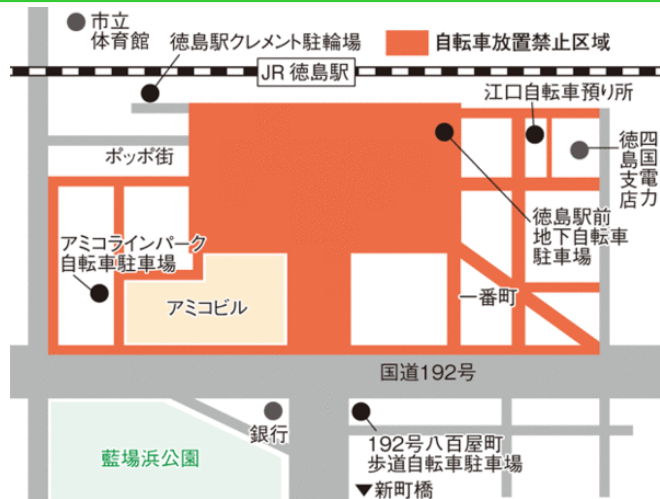 市立
体育館
徳島駅クレメント駐輪場
自転車放置禁止区域
JR 徳島駅
江口自転車預り所
ポッポ街
四国電力
徳島支店
徳島駅前
地下自転車
駐車場
アミコラインパーク
自転車駐車場
アミコビル
一番町
国道192号
銀行
192号八百屋町
歩道自転車駐車場
藍場浜公園
▼新町橋